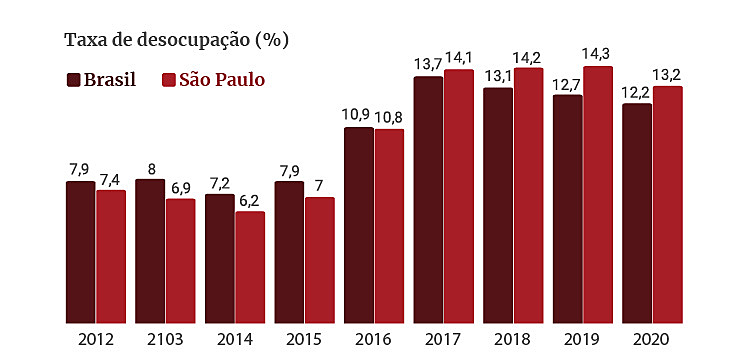 Taxa de desocupação (%)
Brasil São Paulo
7,9 7,4 8 6,9 7,2 6,2 7,9 7 10,9 10,8 13,7 14,1 13,1 14,2 12,7 14,3 12,2 13,2
2012 2103 2014 2015 2016 2017 2018 2019 2020